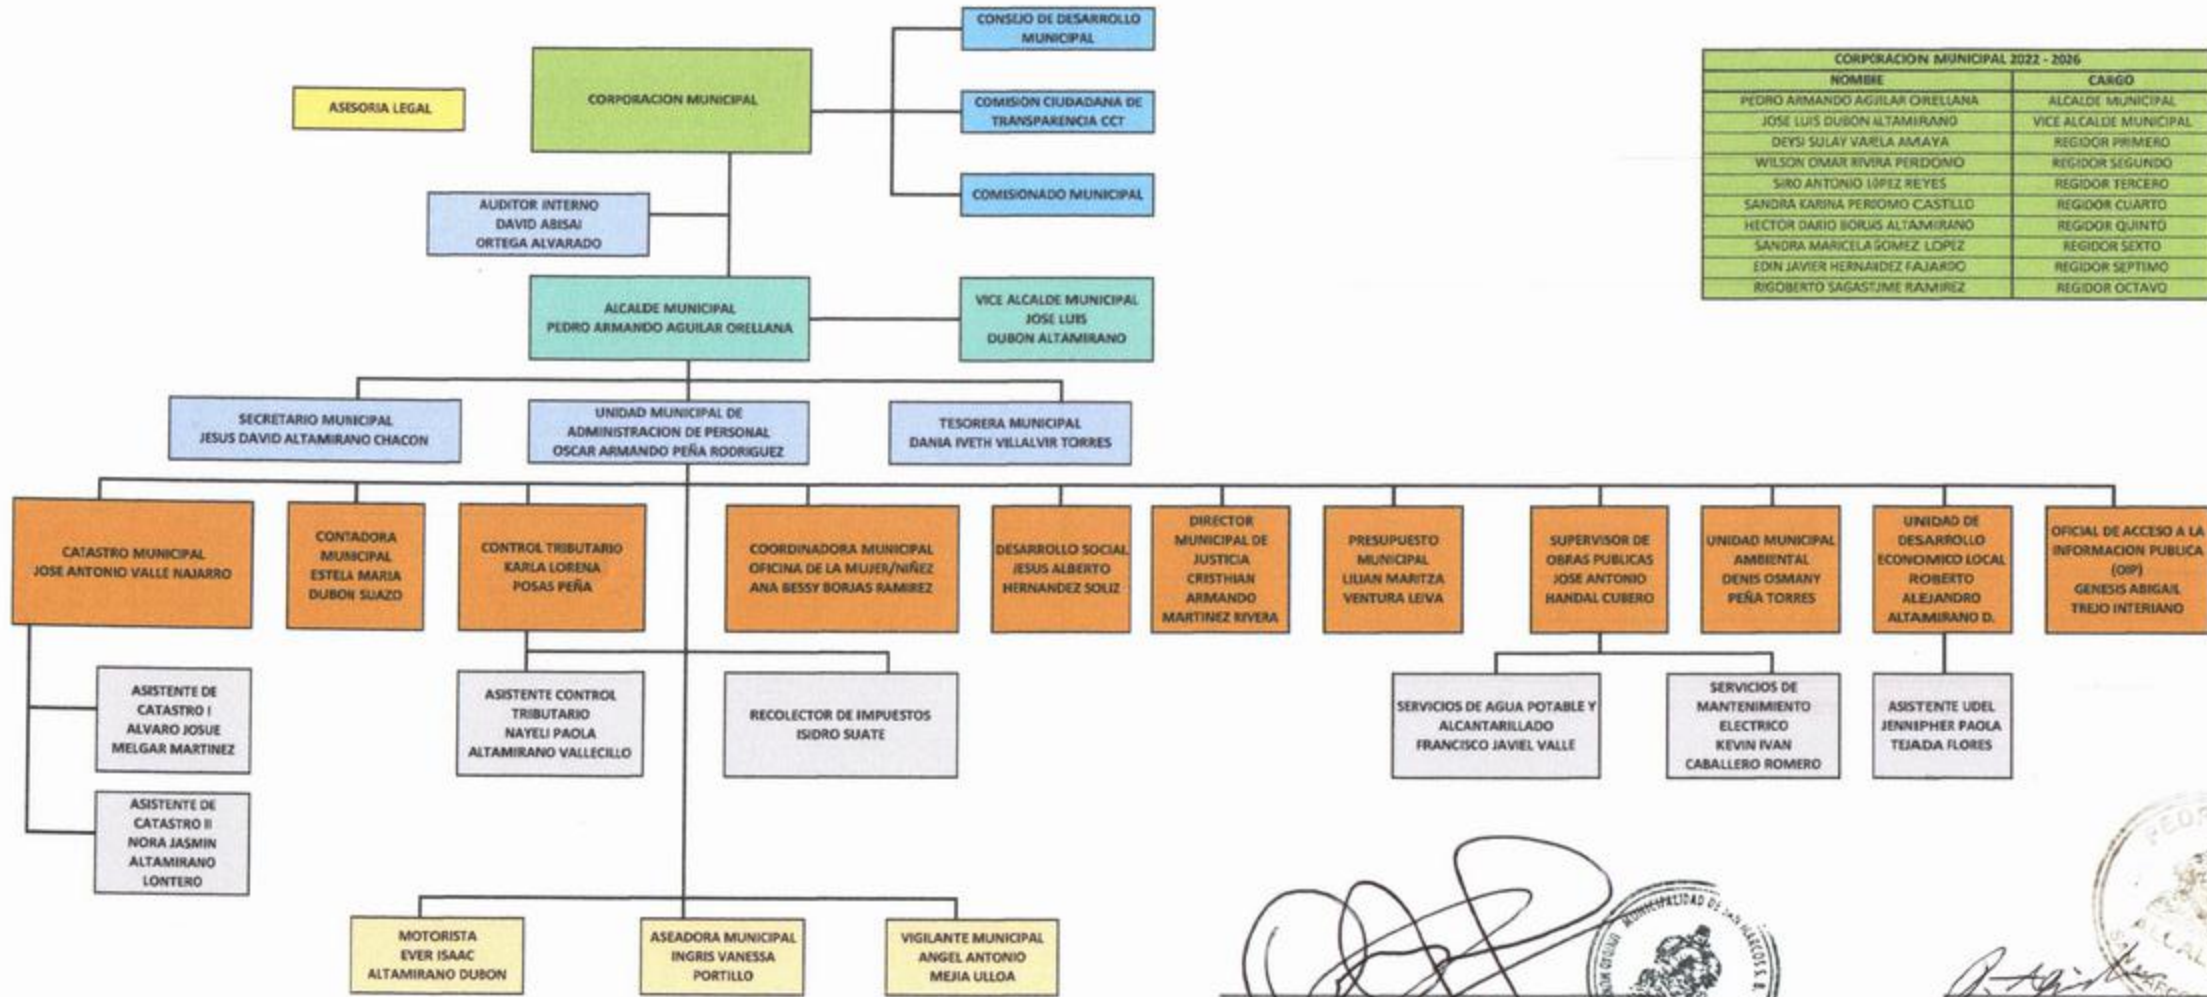 CONSEJO DE DESARROLLO
MUNICIPAL
ASESORIA LEGAL
CORPORACION MUNICIPAL
COMISION CIUDADANA DE
TRANSPARENCIA CCT
COMISIONADO MUNICIPAL
AUDITOR INTERNO
DAVID ABISAI
ORTEGA ALVARADO
CORPORACION MUNICIPAL 2022 - 2026
NOMBRE CARGO
PEDRO ARMANDO AGUILAR ORELLANA ALCALDE MUNICIPAL
JOSE LUIS DUBON ALTAMIRANO VICE ALCALDE MUNICIPAL
DEYSI SULAY VARELA AMAYA REGIDOR PRIMERO
WILSON OMAR RIVERA PERDOMO REGIDOR SEGUNDO
SIRO ANTONIO LOPEZ REYES REGIDOR TERCERO
SANDRA KARINA PERDOMO CASTILLO REGIDOR CUARTO
HECTOR DARIO BORJAS ALTAMIRANO REGIDOR QUINTO
SANDRA MARICELA GOMEZ LOPEZ REGIDOR SEXTO
EDIN JAVIER HERNANDEZ FAJARDO REGIDOR SEPTIMO
RIGOBERTO SAGASTUME RAMIREZ REGIDOR OCTAVO
ALCALDE MUNICIPAL
PEDRO ARMANDO AGUILAR ORELLANA
VICE ALCALDE MUNICIPAL
JOSE LUIS
DUBON ALTAMIRANO
SECRETARIO MUNICIPAL
JESUS DAVID ALTAMIRANO CHACON
UNIDAD MUNICIPAL DE
ADMINISTRACION DE PERSONAL
OSCAR ARMANDO PEÑA RODRIGUEZ
TESORERA MUNICIPAL
DANIA IVETH VILLALVIR TORRES
CATASTRO MUNICIPAL
JOSE ANTONIO VALLE NAJARRO
CONTADORA
MUNICIPAL
ESTELA MARIA
DUBON SUAZO
CONTROL TRIBUTARIO
KARLA LORENA
POSAS PEÑA
COORDINADORA MUNICIPAL
OFICINA DE LA MUJER/NIÑEZ
ANA BESSY BORJAS RAMIREZ
DESARROLLO SOCIAL
JESUS ALBERTO
HERNANDEZ SOLIZ
DIRECTOR
MUNICIPAL DE
JUSTICIA
CRISTHIAN
ARMANDO
MARTINEZ RIVERA
PRESUPUESTO
MUNICIPAL
LILIAN MARITZA
VENTURA LEIVA
SUPERVISOR DE
OBRAS PUBLICAS
JOSE ANTONIO
HANDAL CUBERO
UNIDAD MUNICIPAL
AMBIENTAL
DENIS OSMANY
PEÑA TORRES
UNIDAD DE
DESARROLLO
ECONOMICO LOCAL
ROBERTO
ALEJANDRO
ALTAMIRANO D.
OFICIAL DE ACCESO A LA
INFORMACION PUBLICA
(OIP)
GENESIS ABIGAIL
TREJO INTERIANO
ASISTENTE DE
CATASTRO I
ALVARO JOSUE
MELGAR MARTINEZ
ASISTENTE CONTROL
TRIBUTARIO
NAYELI PAOLA
ALTAMIRANO VALLECILLO
RECOLECTOR DE IMPUESTOS
ISIDRO SUATE
SERVICIOS DE AGUA POTABLE Y
ALCANTARILLADO
FRANCISCO JAVIEL VALLE
SERVICIOS DE
MANTENIMIENTO
ELECTRICO
KEVIN IVAN
CABALLERO ROMERO
ASISTENTE UDEL
JENNIPHER PAOLA
TEJADA FLORES
ASISTENTE DE
CATASTRO II
NORA JASMIN
ALTAMIRANO
LONTERO
MOTORISTA
EVER ISAAC
ALTAMIRANO DUBON
ASEADORA MUNICIPAL
INGRIS VANESSA
PORTILLO
VIGILANTE MUNICIPAL
ANGEL ANTONIO
MEJIA ULLOA
MUNICIPALIDAD DE SAN MARCOS S. B.